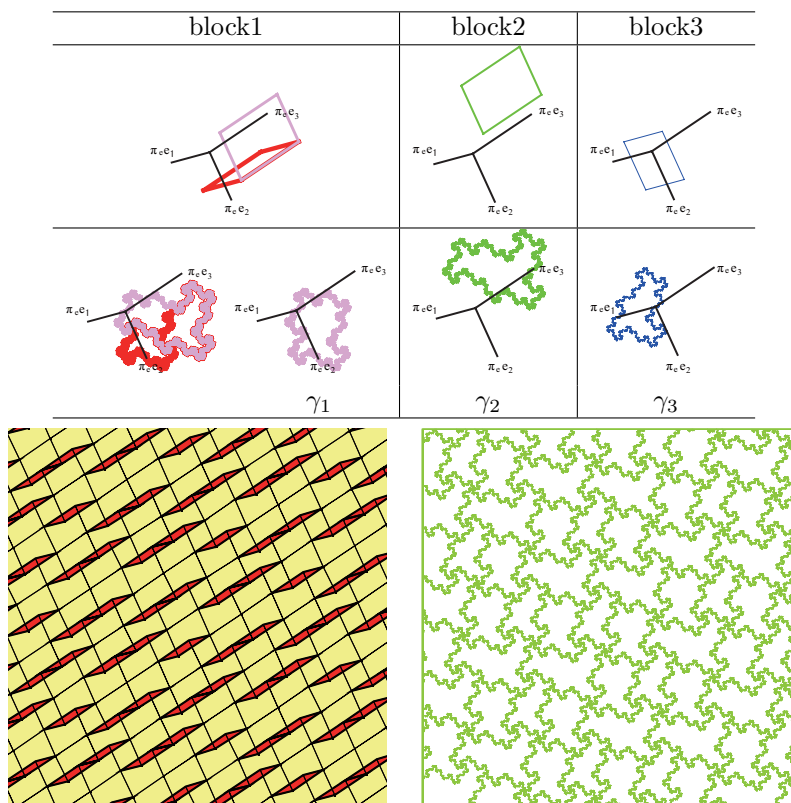 block1 block2 block3
π_e e_3 π_e e_3 π_e e_3
π_e e_1 π_e e_1 π_e e_1
π_e e_2 π_e e_2 π_e e_2
π_e e_3 π_e e_3 π_e e_3 π_e e_3
π_e e_1 π_e e_1 π_e e_1 π_e e_1
π_e e_2 π_e e_2 π_e e_2
γ_1 γ_2 γ_3